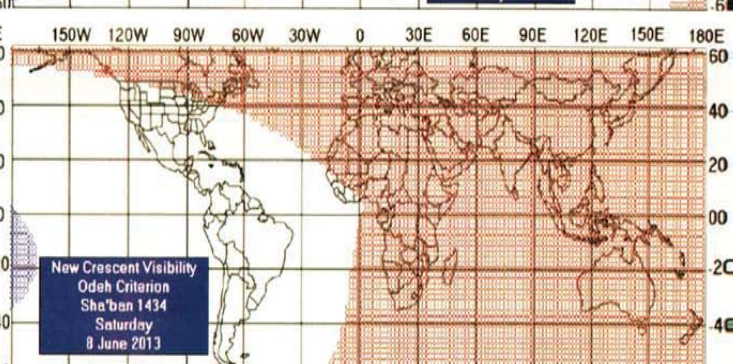 -6
150W 120W 90W 60W 30W 0 30E 60E 90E 120E 150E 180E
60
40
20
00
-20
-40
New Crescent Visibility
Odeh Criterion
Sha'ban 1434
Saturday
8 June 2013